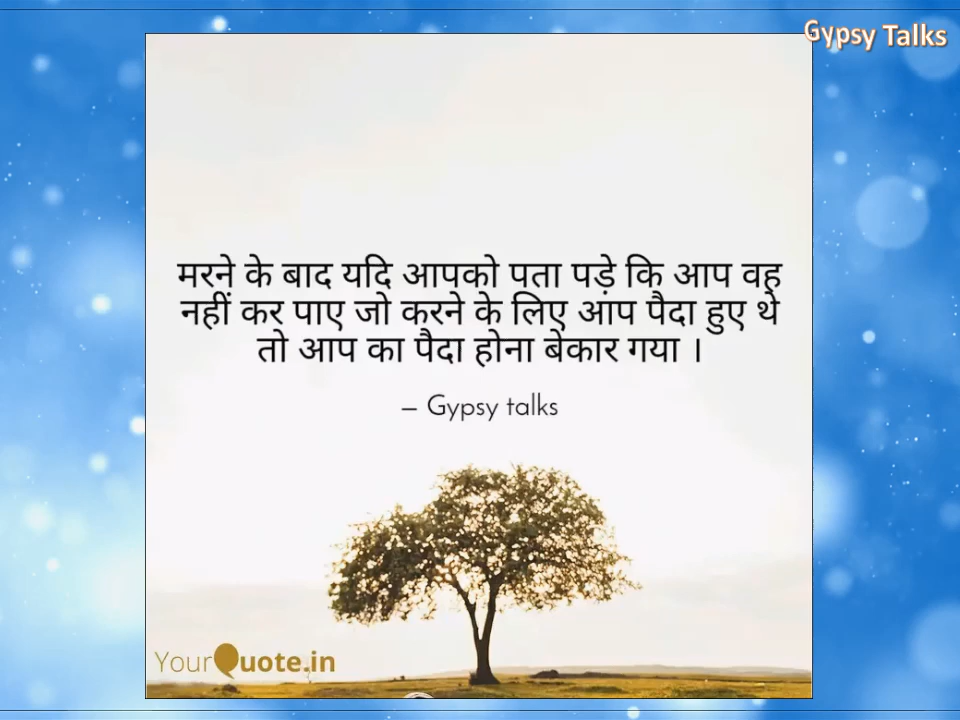 Gypsy Talks
मरने के बाद यदि आपको पता पड़े कि आप वह
नहीं कर पाए जो करने के लिए आप पैदा हुए थे
तो आप का पैदा होना बेकार गया ।
– Gypsy talks
YourQuote.in